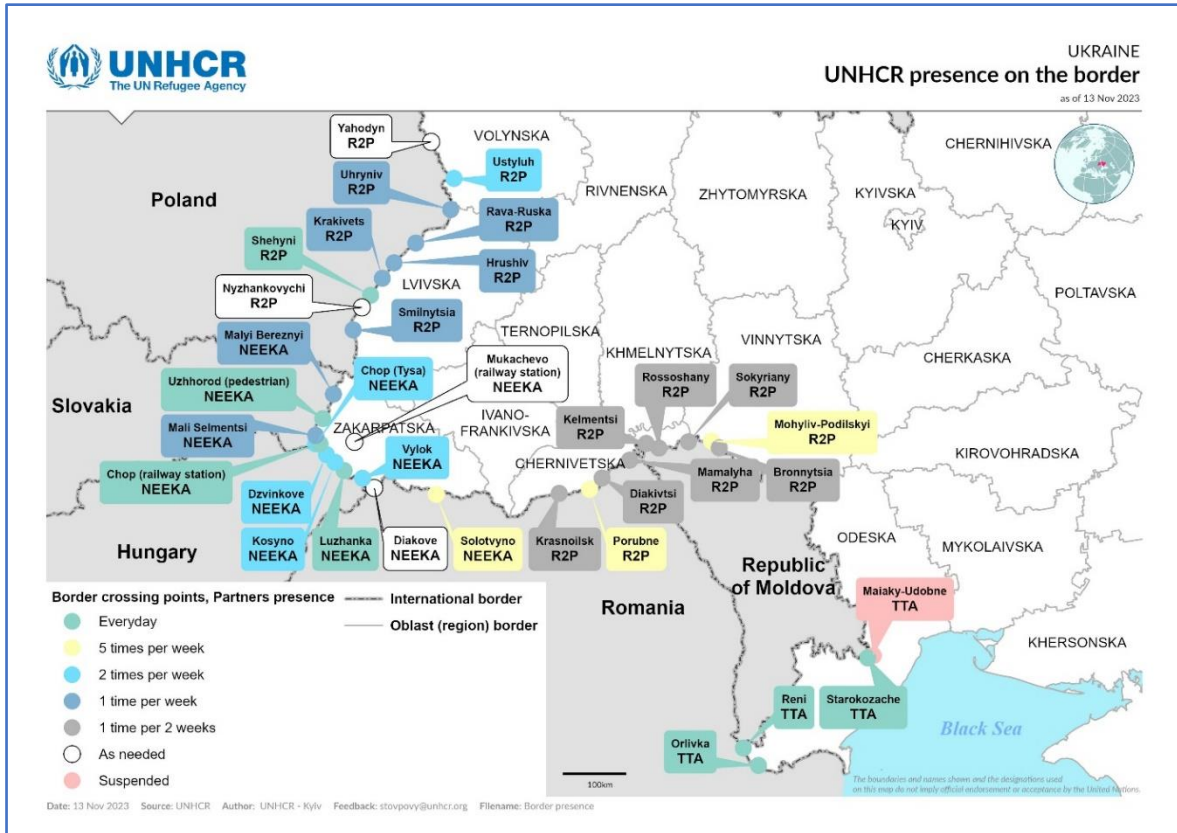 UNHCR
The UN Refugee Agency
UKRAINE
UNHCR presence on the border
as of 13 Nov 2023
Yahodyn
R2P
VOLYNSKA
CHERNIHIVSKA
Ustyluh
R2P
Uhryniv
R2P
RIVNENSKA
ZHYTOMYRSKA
KYIVSKA
KYIV
Poland
Krakivets
R2P
Rava-Ruska
R2P
Shehyni
R2P
Hrushiv
R2P
LVIVSKA
Nyzhankovychi
R2P
POLTAVSKA
Smilnytsia
R2P
TERNOPILSKA
KHMELNYTSKA
VINNYTSKA
CHERKASKA
Malyi Bereznyi
NEEKA
Chop (Tysa)
NEEKA
Mukachevo
(railway station)
NEEKA
Rossoshany
R2P
Sokyriany
R2P
Uzhhorod (pedestrian)
NEEKA
Slovakia
ZAKARPATSKA
IVANO-
FRANKIVSKA
Kelmentsi
R2P
Mohyliv-Podilskyi
R2P
Mali Selmentsi
NEEKA
KIROVOHRADSKA
Vylok
NEEKA
CHERNIVETSKA
Chop (railway station)
NEEKA
Mamalyha
R2P
Bronnytsia
R2P
Dzvinkove
NEEKA
Diakivtsi
R2P
Kosyno
NEEKA
Luzhanka
NEEKA
Diakove
NEEKA
Solotvyno
NEEKA
Krasnoilsk
R2P
Porubne
R2P
Hungary
ODESKA
MYKOLAIVSKA
Republic
of Moldova
Romania
Maiaky-Udobne
TTA
KHERSONSKA
Reni
TTA
Starokozache
TTA
Orlivka
TTA
Black Sea
Border crossing points, Partners presence
Everyday
5 times per week
2 times per week
1 time per week
1 time per 2 weeks
As needed
Suspended
International border
Oblast (region) border
100km
The boundaries and names shown and the designations used
on this map do not imply official endorsement or acceptance by the United Nations.
Date: 13 Nov 2023 Source: UNHCR Author: UNHCR - Kyiv Feedback: stovpavy@unhcr.org Filename: Border presence